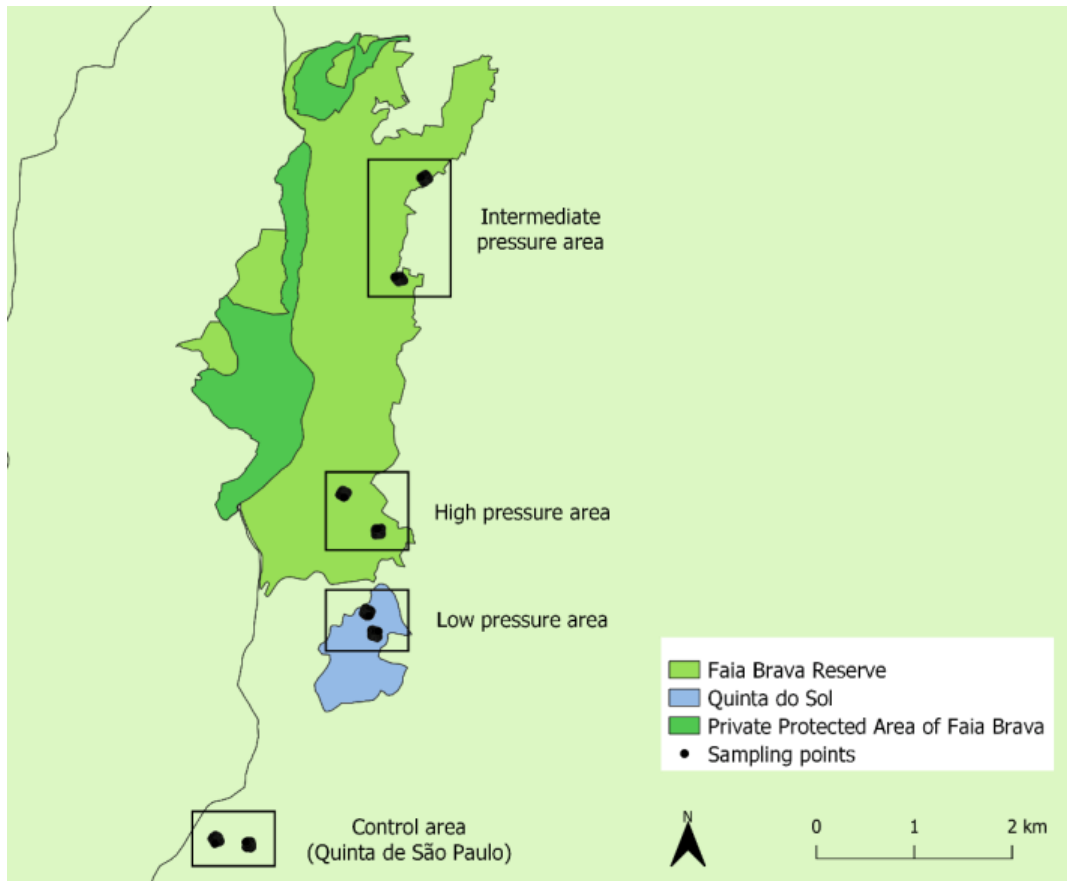 Intermediate
pressure area
High pressure area
Low pressure area
Faia Brava Reserve
Quinta do Sol
Private Protected Area of Faia Brava
Sampling points
Control area
(Quinta de São Paulo)
N
0 1 2 km